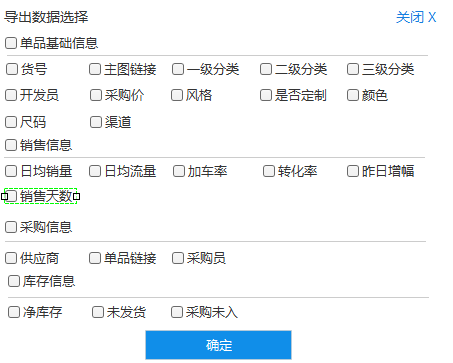 导出数据选择 关闭 X
单品基础信息
货号 主图链接 一级分类 二级分类 三级分类
开发员 采购价 风格 是否定制 颜色
尺码 渠道
销售信息
日均销量 日均流量 加车率 转化率 昨日增幅
销售天数
采购信息
供应商 单品链接 采购员
库存信息
净库存 未发货 采购未入
确定